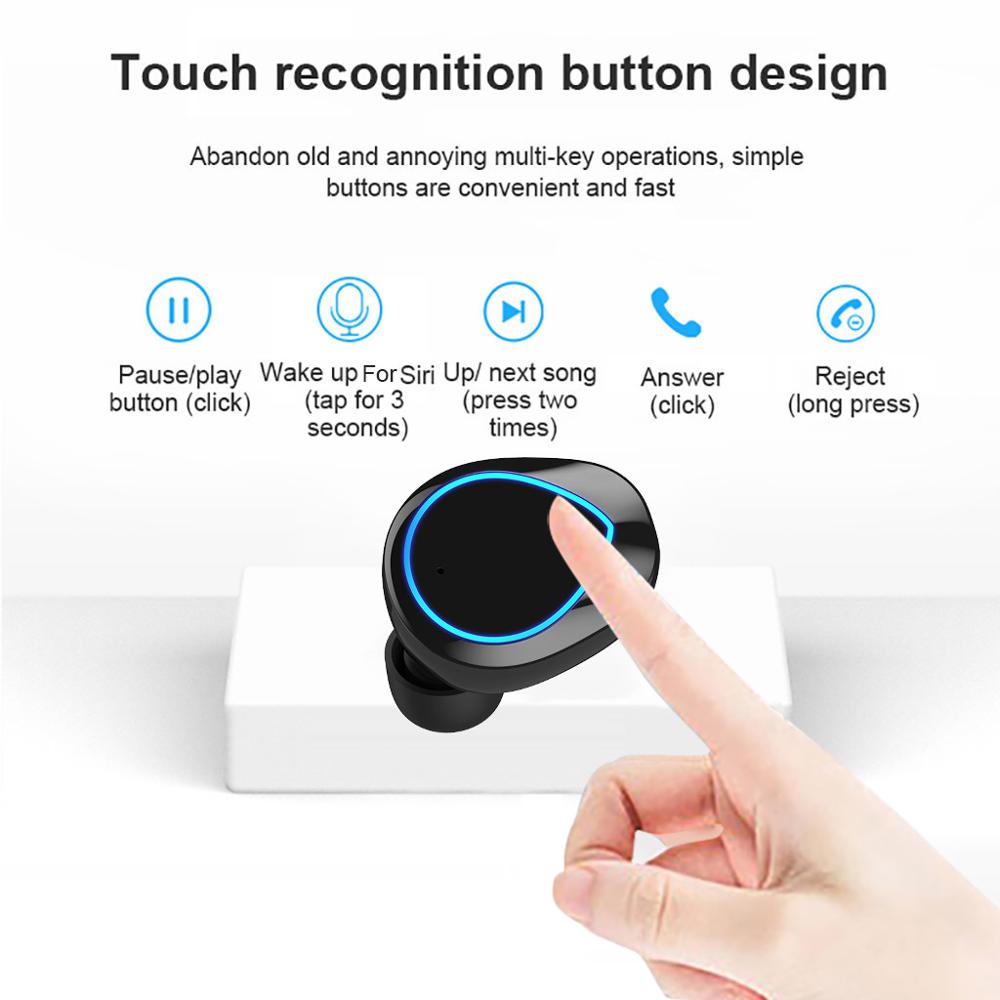 Touch recognition button design
Abandon old and annoying multi-key operations, simple
buttons are convenient and fast
Pause/play
button (click)
Wake up For Siri
(tap for 3
seconds)
Up/ next song
(press two
times)
Answer
(click)
Reject
(long press)